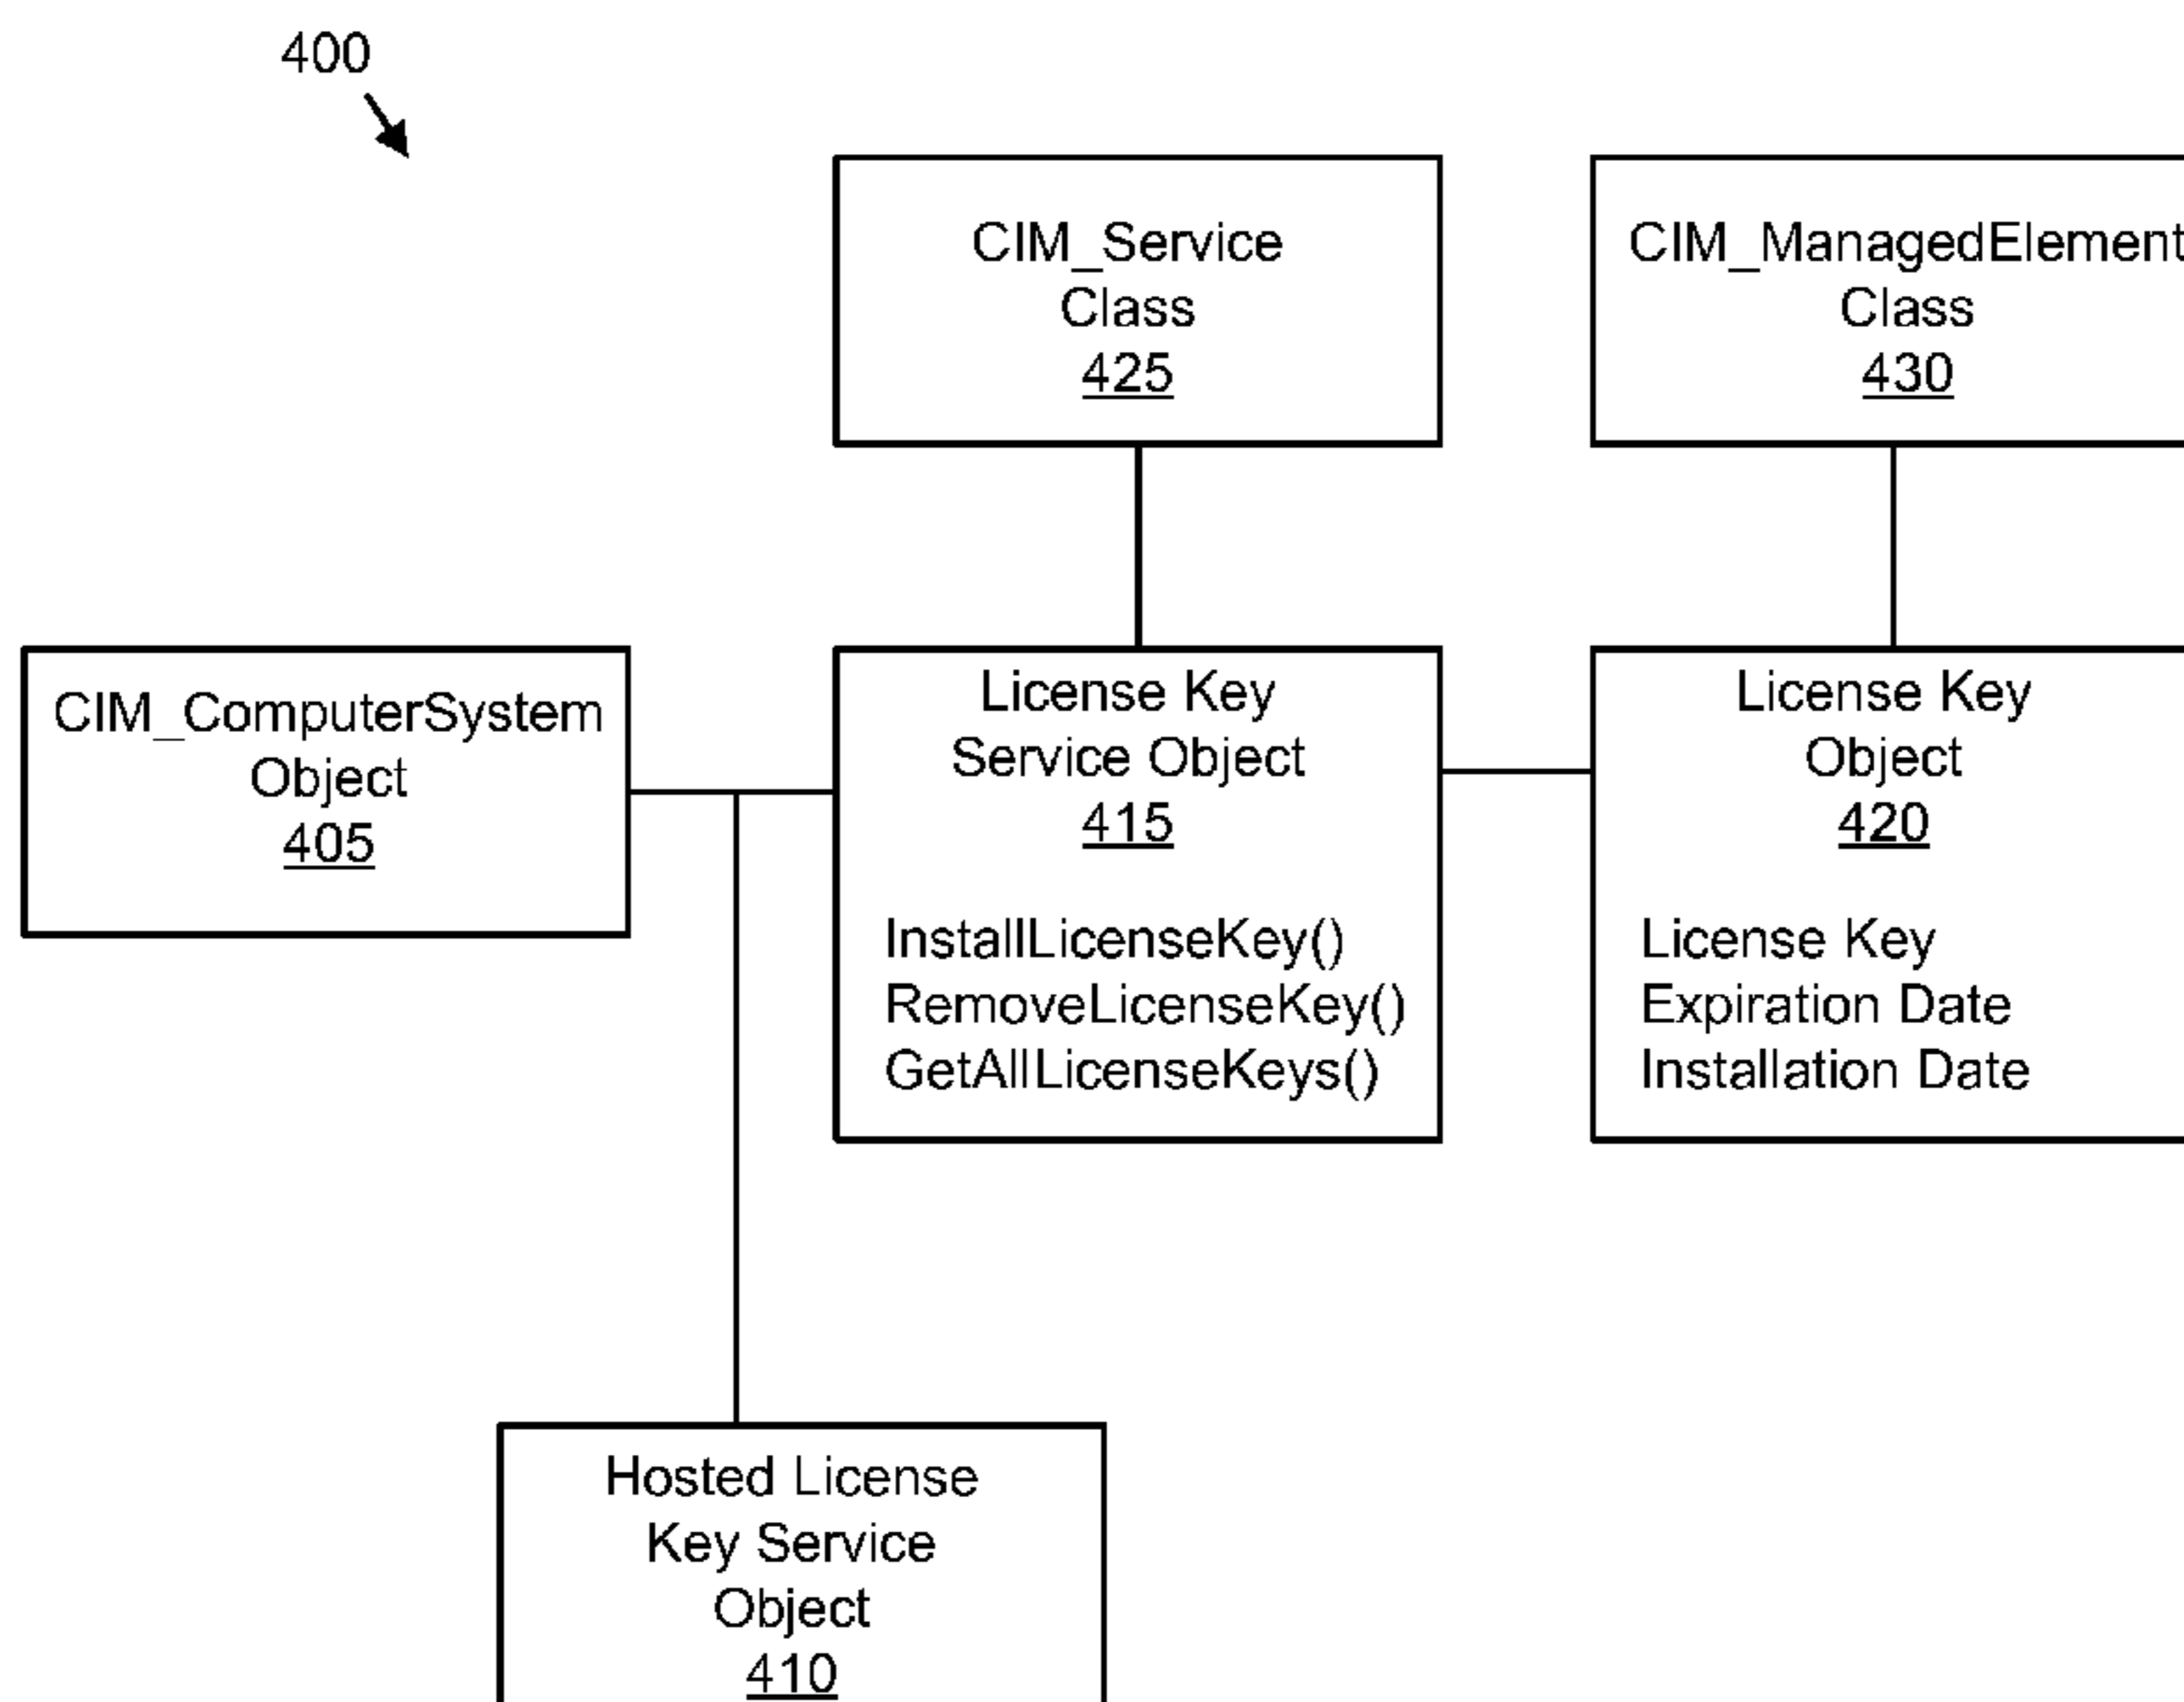 400
CIM_Service
Class
425
CIM_ManagedElement
Class
430
CIM_ComputerSystem
Object
405
License Key
Service Object
415
InstallLicenseKey()
RemoveLicenseKey()
GetAllLicenseKeys()
License Key
Object
420
License Key
Expiration Date
Installation Date
Hosted License
Key Service
Object
410